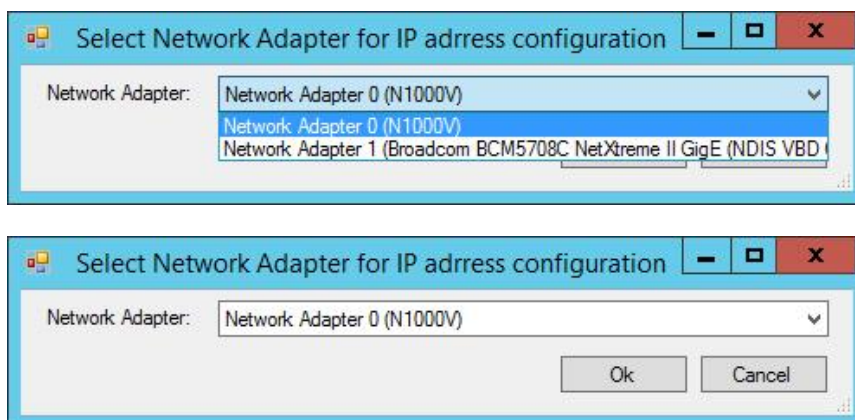 Select Network Adapter for IP adrress configuration
Network Adapter: Network Adapter 0 (N1000V)
Network Adapter 0 (N1000V)
Network Adapter 1 (Broadcom BCM5708C NetXtreme II GigE (NDIS VBD
Select Network Adapter for IP adrress configuration
Network Adapter: Network Adapter 0 (N1000V)
Ok Cancel